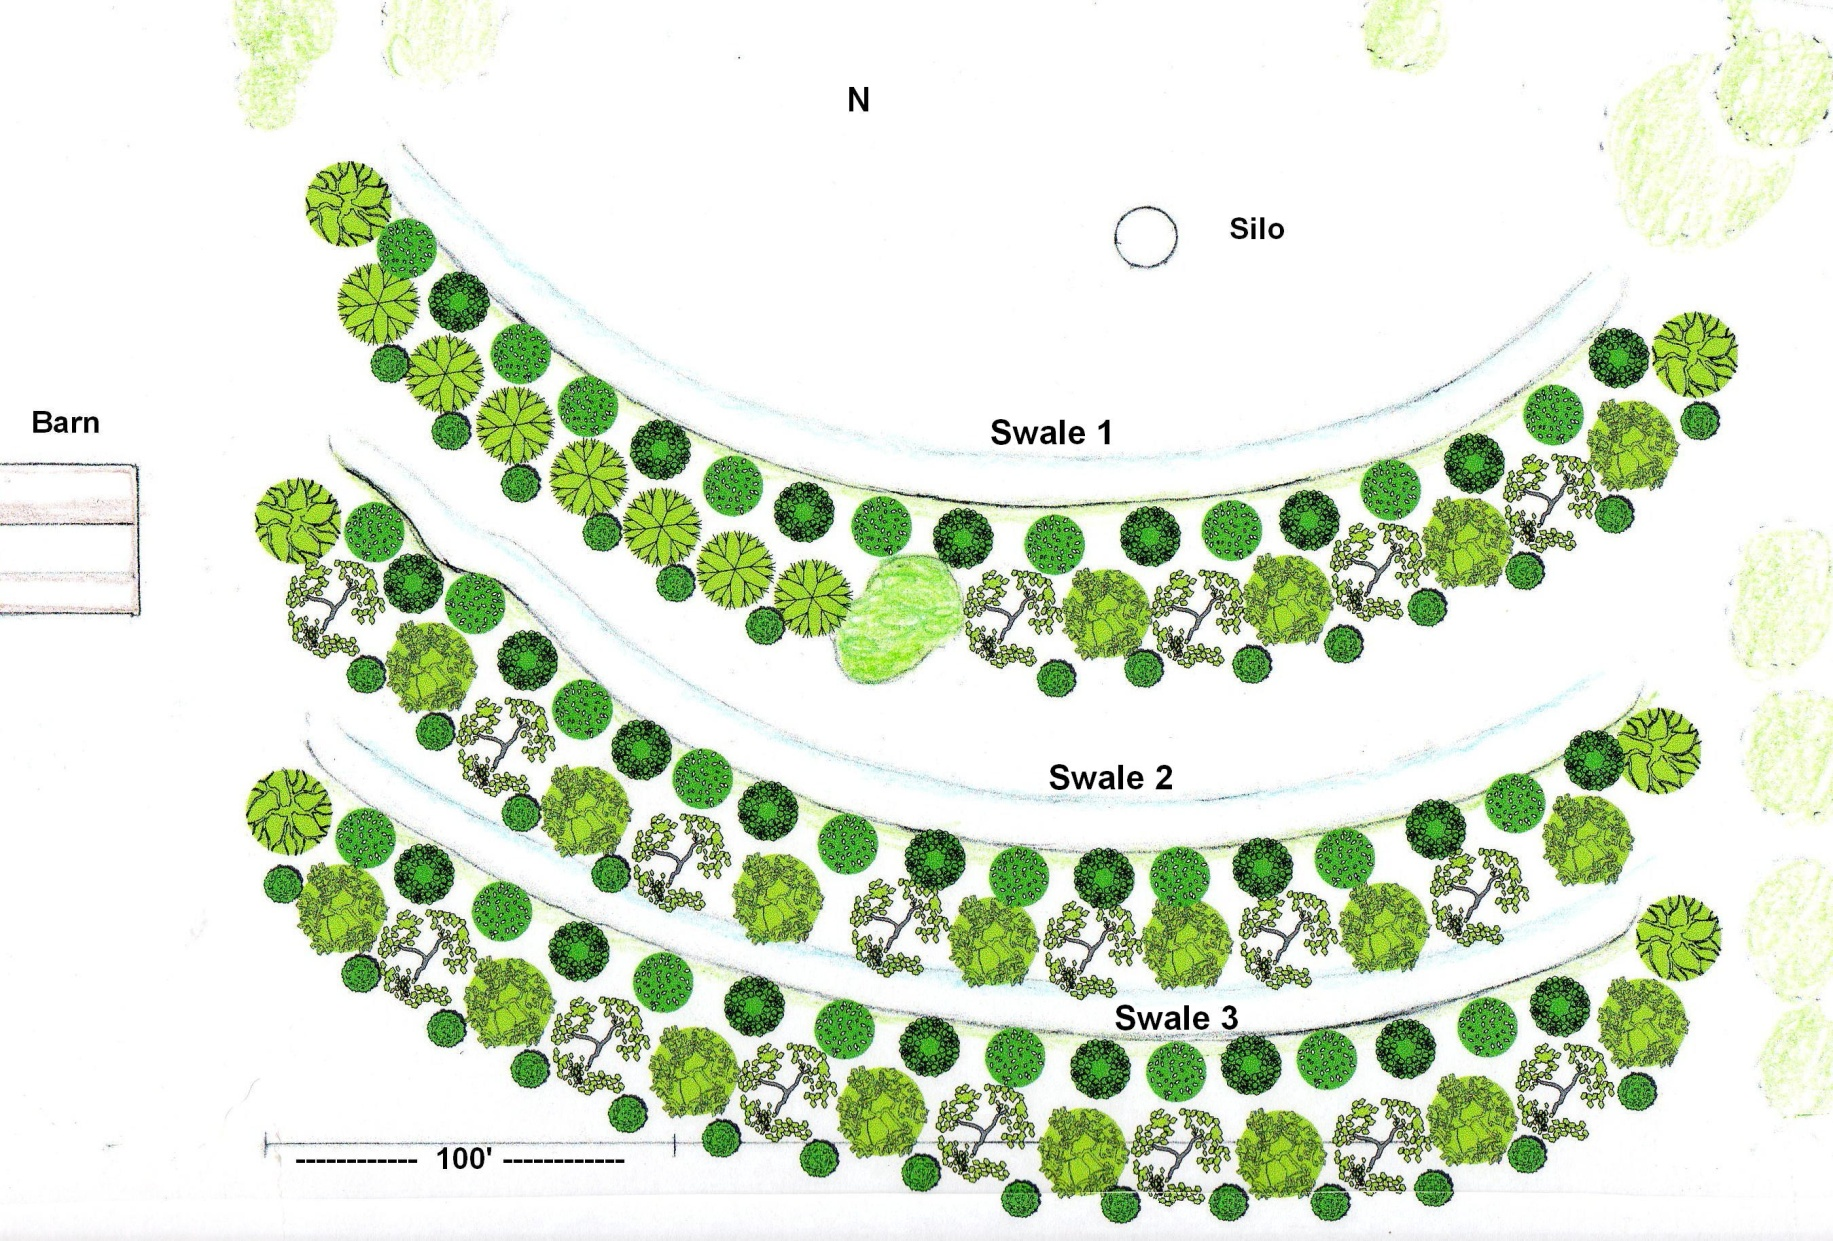 N
Silo
Barn
Swale 1
Swale 2
Swale 3
------------ 100' ------------